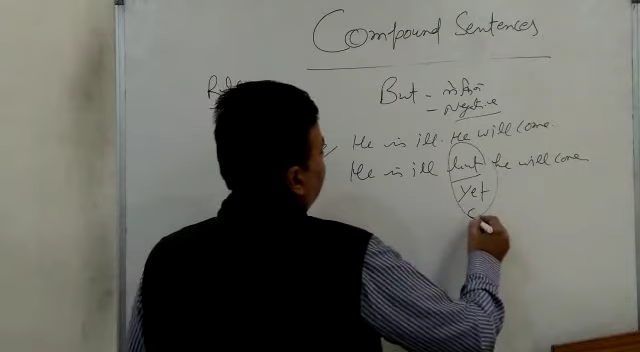 Compound Sentences
But - लेकिन
- Negative
He is ill. He will come.
He is ill but he will come
yet